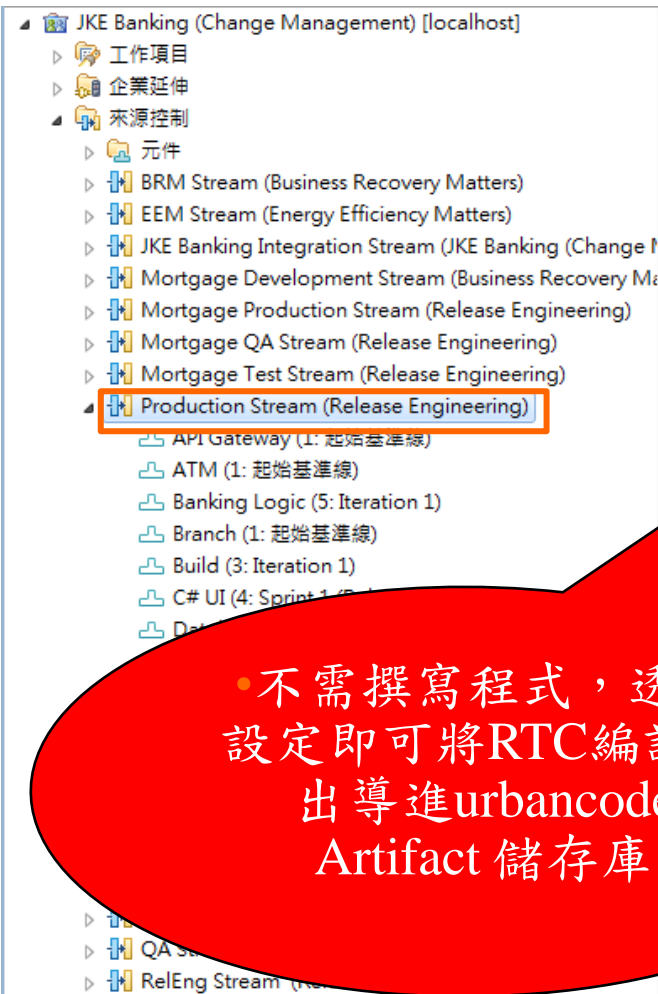 JKE Banking (Change Management) [localhost]
工作項目
企業延伸
來源控制
元件
BRM Stream (Business Recovery Matters)
EEM Stream (Energy Efficiency Matters)
JKE Banking Integration Stream (JKE Banking (Change
Mortgage Development Stream (Business Recovery
Mortgage Production Stream (Release Engineering)
Mortgage QA Stream (Release Engineering)
Mortgage Test Stream (Release Engineering)
Production Stream (Release Engineering)
API Gateway (1: 起始基準線)
ATM (1: 起始基準線)
Banking Logic (5: Iteration 1)
Branch (1: 起始基準線)
Build (3: Iteration 1)
C# UI (4: Sprint 1
•不需撰寫程式，透
設定即可將RTC編
出導進urbancode
Artifact 儲存庫
QA
RelEng Stream